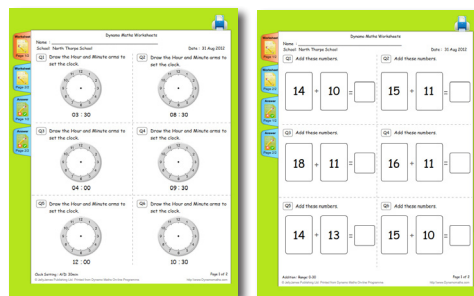 Dynamo Maths Worksheets
Name :
School: North Thorpe School
Date : 31 Aug 2012
Q1 Draw the Hour and Minute arms to
set the clock.
03 : 30
Q2 Draw the Hour and Minute arms to
set the clock.
08 : 30
Q3 Draw the Hour and Minute arms to
set the clock.
04 : 00
Q4 Draw the Hour and Minute arms to
set the clock.
09 : 30
Q5 Draw the Hour and Minute arms to
set the clock.
12 : 00
Q6 Draw the Hour and Minute arms to
set the clock.
10 : 30
Page 1 of 2
Dynamo Maths Worksheets
Name :
School: North Thorpe School
Date : 31 Aug 2012
Q1 Add these numbers.
14 + 10 =
Q2 Add these numbers.
15 + 11 =
Q3 Add these numbers.
18 + 11 =
Q4 Add these numbers.
16 + 11 =
Q5 Add these numbers.
14 + 13 =
Q6 Add these numbers.
15 + 10 =
Page 1 of 2